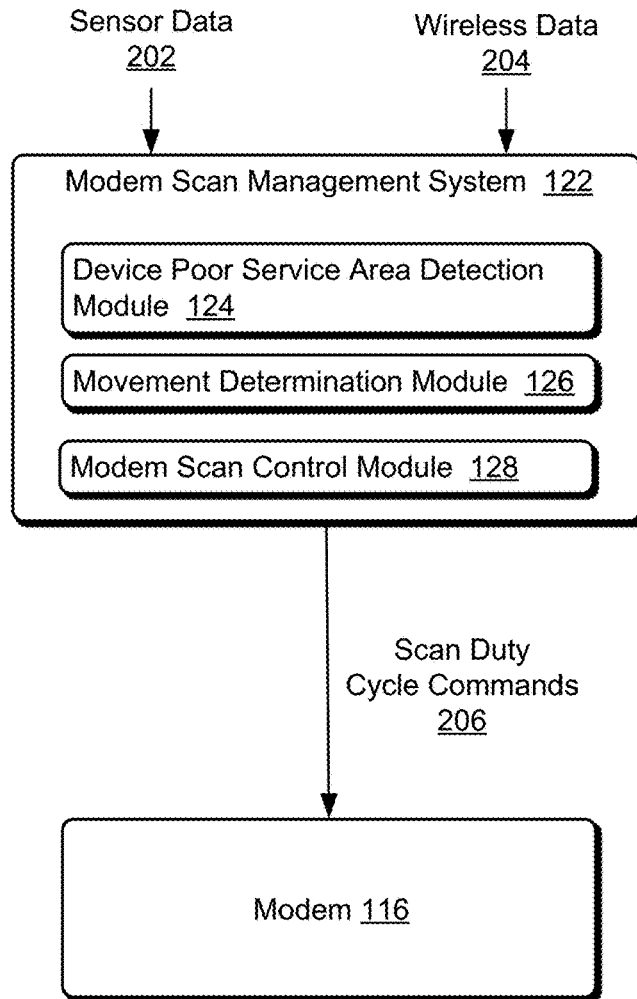 Sensor Data
202
Wireless Data
204
Modem Scan Management System 122
Device Poor Service Area Detection
Module 124
Movement Determination Module 126
Modem Scan Control Module 128
Scan Duty
Cycle Commands
206
Modem 116